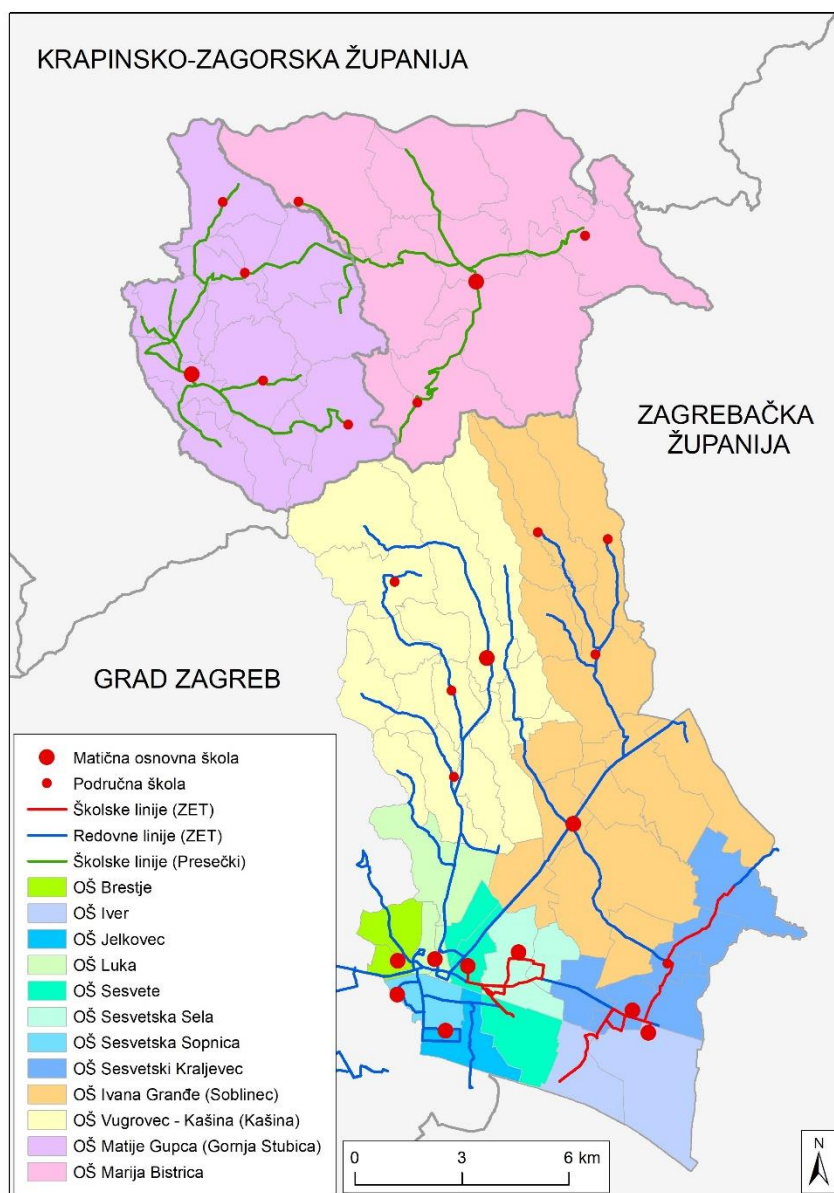 KRAPINSKO-ZAGORSKA ŽUPANIJA
ZAGREBAČKA
ŽUPANIJA
GRAD ZAGREB
Matična osnovna škola
Područna škola
Školske linije (ZET)
Redovne linije (ZET)
Školske linije (Presečki)
OŠ Brestje
OŠ Iver
OŠ Jelkovec
OŠ Luka
OŠ Sesvete
OŠ Sesvetska Sela
OŠ Sesvetska Sopnica
OŠ Sesvetski Kraljevec
OŠ Ivana Granđe (Soblinec)
OŠ Vugrovec - Kašina (Kašina)
OŠ Matije Gupca (Gornja Stubica)
OŠ Marija Bistrica
0 3 6 km
N